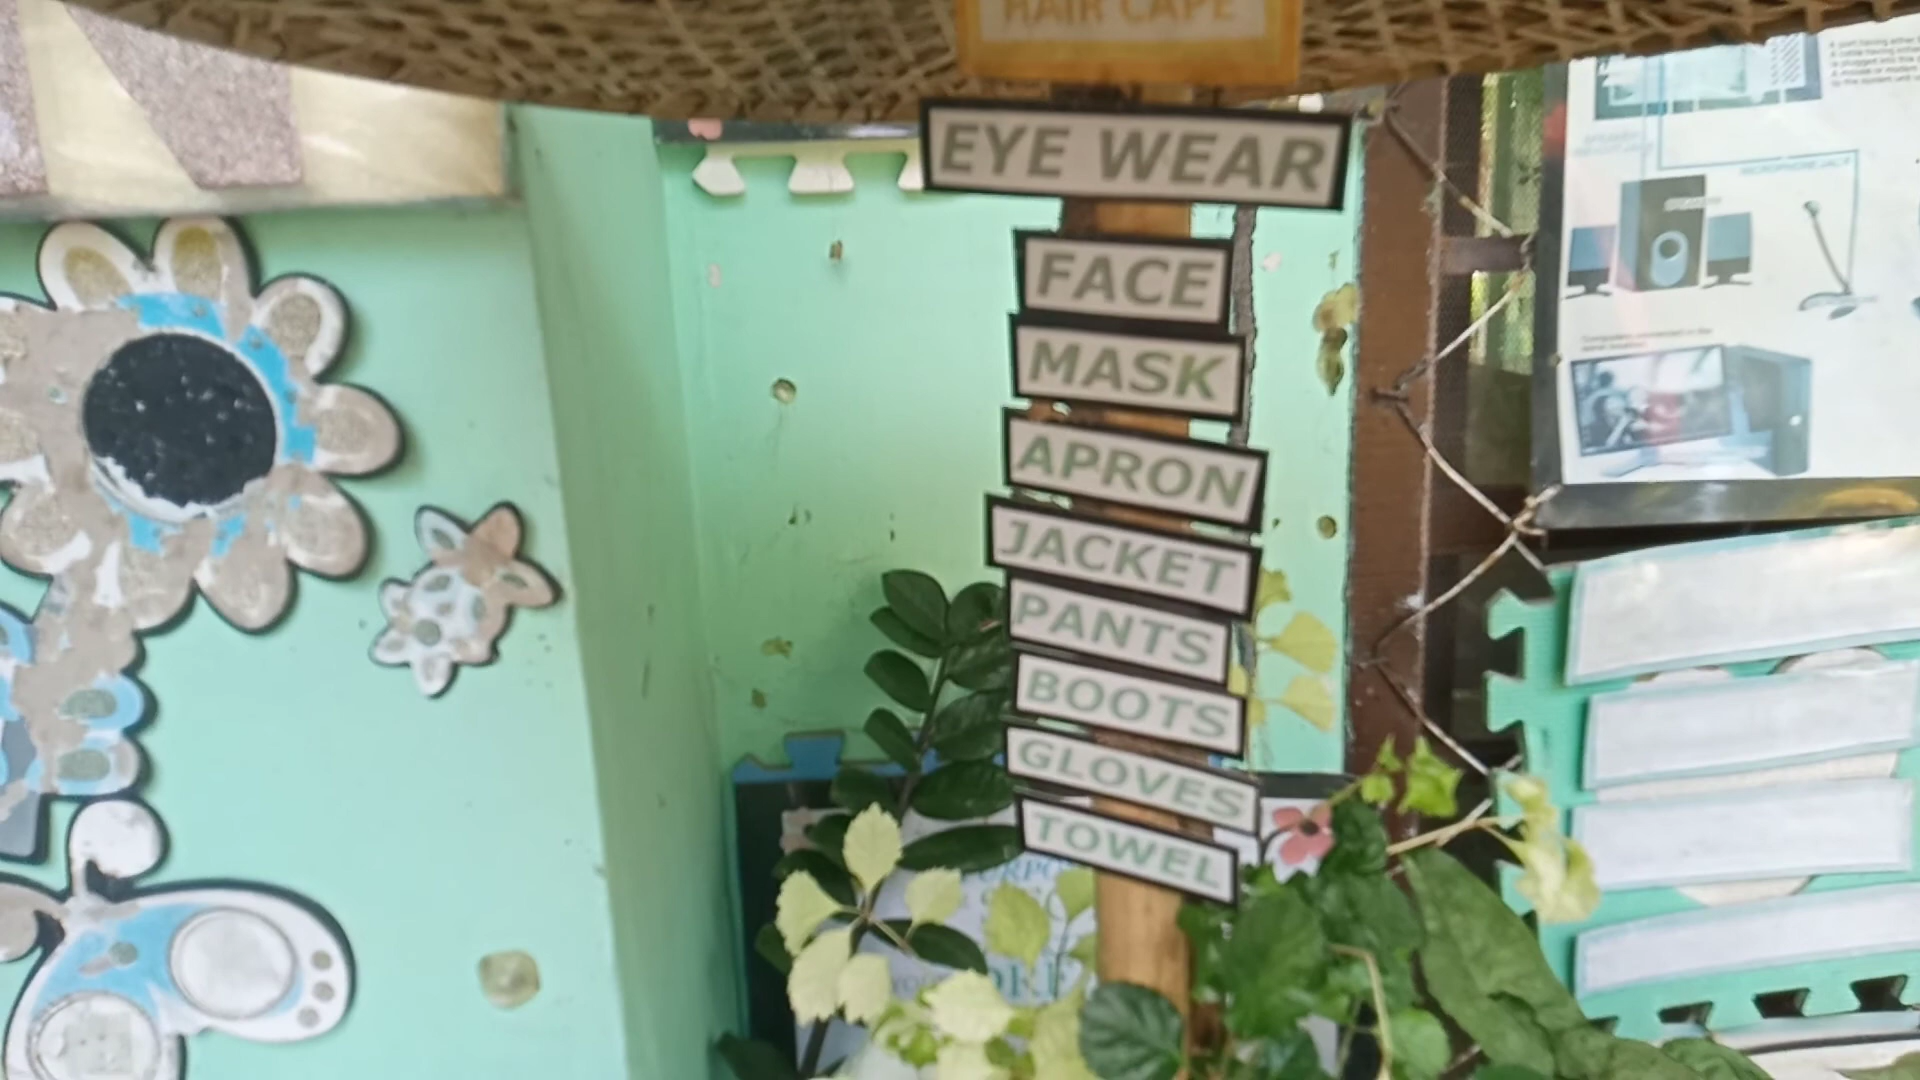 HAIR CAPE
EYE WEAR
FACE
MASK
APRON
JACKET
PANTS
BOOTS
GLOVES
TOWEL